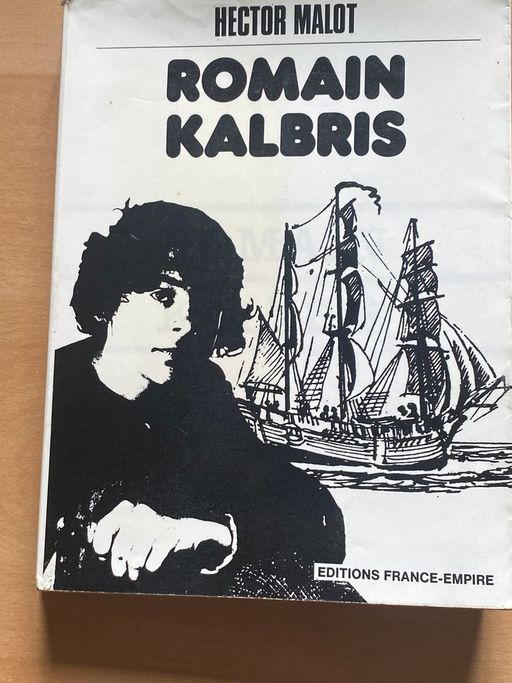 HECTOR MALOT
ROMAIN
KALBRIS
EDITIONS FRANCE-EMPIRE